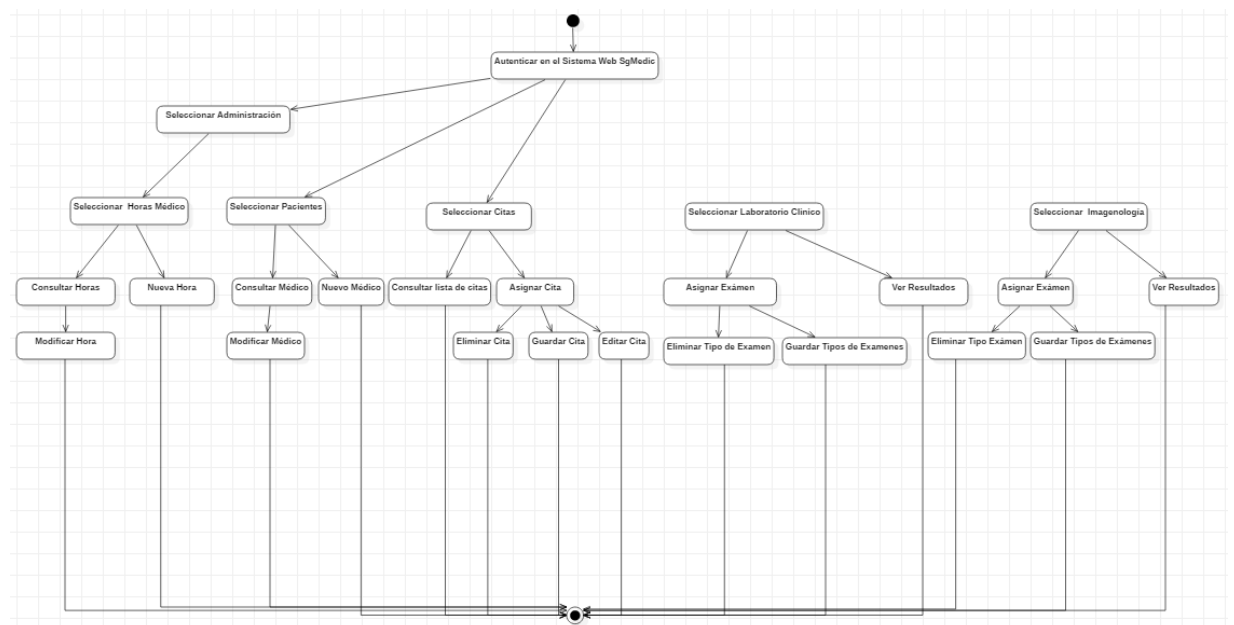 Autenticar en el Sistema Web SgMedic
Seleccionar Administración
Seleccionar Horas Médico
Seleccionar Pacientes
Seleccionar Citas
Seleccionar Laboratorio Clinico
Seleccionar Imagenologia
Consultar Horas
Nueva Hora
Consultar Médico
Nuevo Médico
Consultar lista de citas
Asignar Cita
Asignar Exámen
Ver Resultados
Asignar Exámen
Ver Resultados
Modificar Hora
Modificar Médico
Eliminar Cita
Guardar Cita
Editar Cita
Eliminar Tipo de Examen
Guardar Tipos de Examenes
Eliminar Tipo Exámen
Guardar Tipos de Exámenes